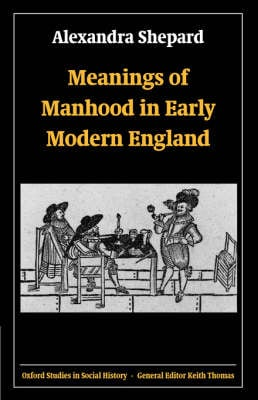 Alexandra Shepard
Meanings of
Manhood in Early
Modern England
Oxford Studies in Social History - General Editor Keith Thomas